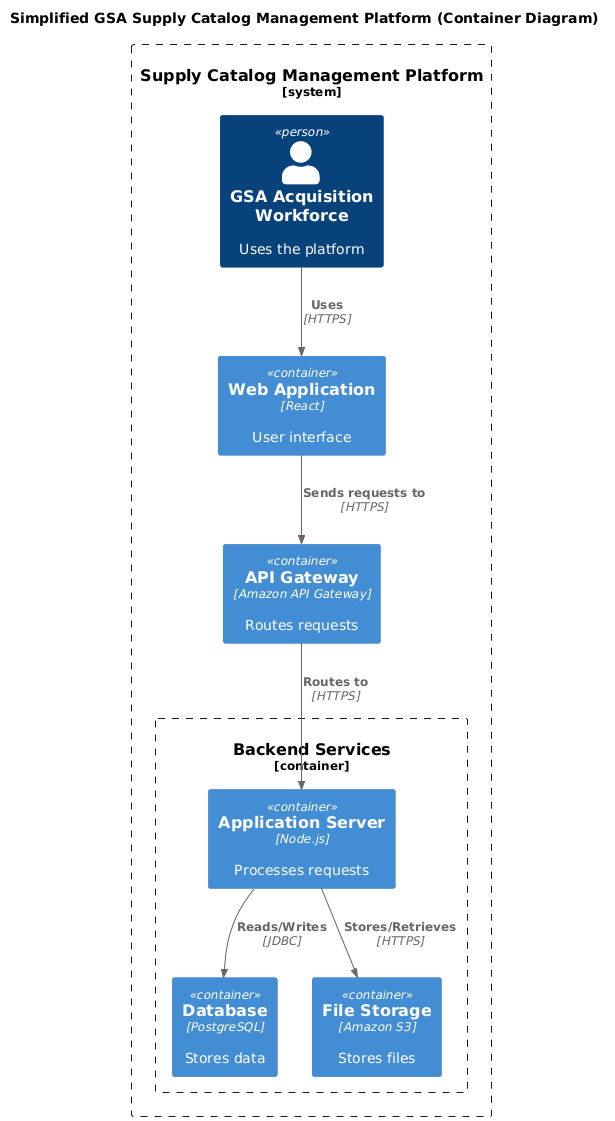 Simplified GSA Supply Catalog Management Platform (Container Diagram)
Supply Catalog Management Platform
[system]
«person»
GSA Acquisition
Workforce
Uses the platform
Uses
[HTTPS]
«container»
Web Application
[React]
User interface
Sends requests to
[HTTPS]
«container»
API Gateway
[Amazon API Gateway]
Routes requests
Routes to
[HTTPS]
Backend Services
[container]
«container»
Application Server
[Node.js]
Processes requests
Reads/Writes
[JDBC]
Stores/Retrieves
[HTTPS]
«container»
Database
[PostgreSQL]
Stores data
«container»
File Storage
[Amazon S3]
Stores files